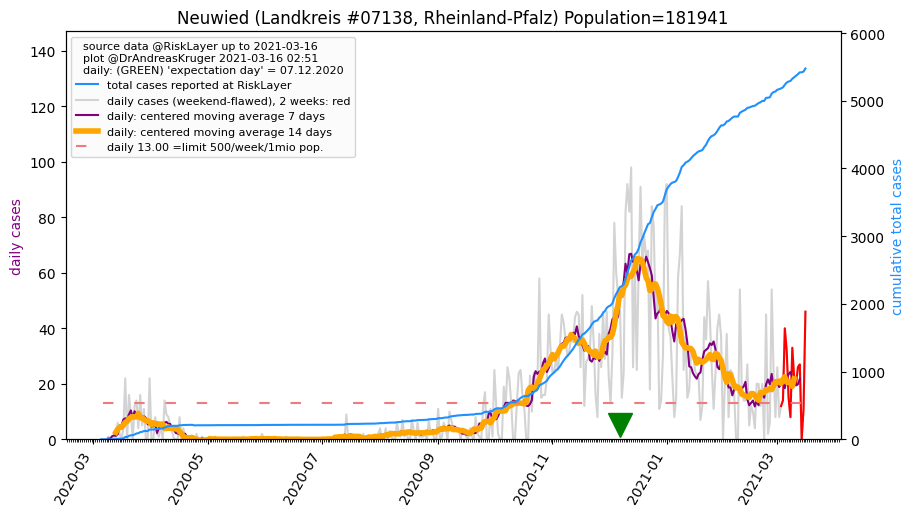 Neuwied (Landkreis #07138, Rheinland-Pfalz) Population=181941
source data @RiskLayer up to 2021-03-16
plot @DrAndreasKruger 2021-03-16 02:51
daily: (GREEN) 'expectation day' = 07.12.2020
total cases reported at RiskLayer
daily cases (weekend-flawed), 2 weeks: red
daily: centered moving average 7 days
daily: centered moving average 14 days
daily 13.00 =limit 500/week/1mio pop.
daily cases
140
120
100
80
60
40
20
0
cumulative total cases
6000
5000
4000
3000
2000
1000
0
2020-03
2020-05
2020-07
2020-09
2020-11
2021-01
2021-03